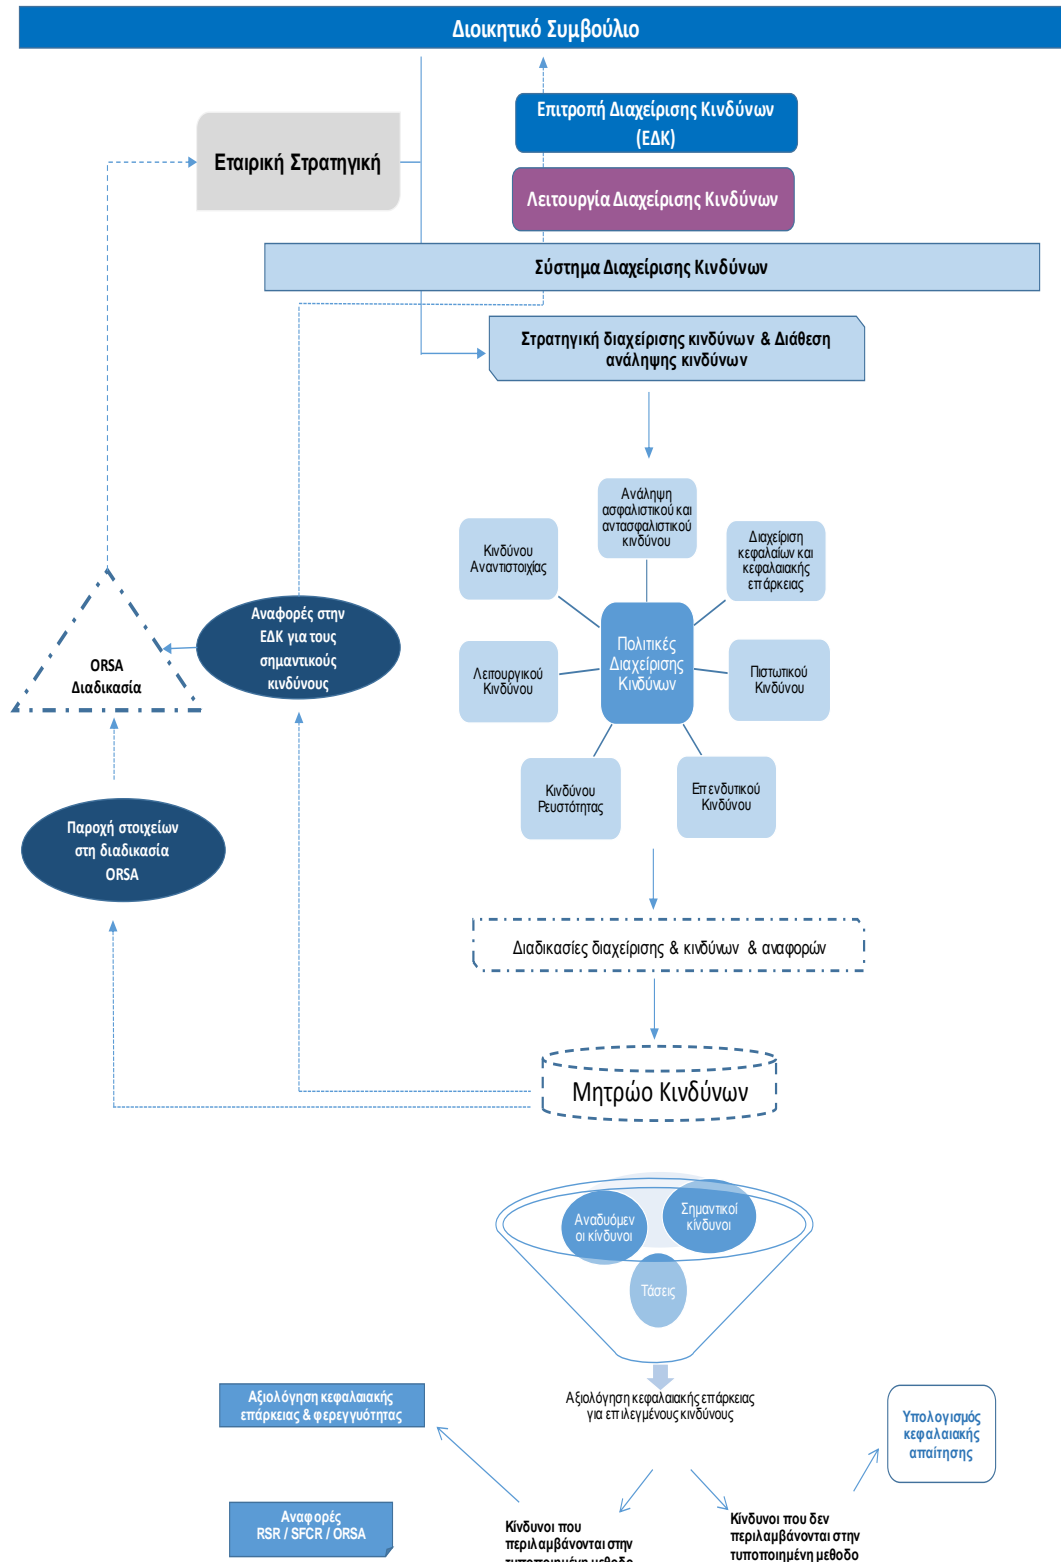 Διοικητικό Συμβούλιο
Επιτροπή Διαχείρισης Κινδύνων
(ΕΔΚ)
Εταιρική Στρατηγική
Λειτουργία Διαχείρισης Κινδύνων
Σύστημα Διαχείρισης Κινδύνων
Στρατηγική διαχείρισης κινδύνων & Διάθεση
ανάληψης κινδύνων
Ανάληψη
ασφαλιστικού και
αντασφαλιστικού
κινδύνου
Κινδύνου
Αναντιστοιχίας
Διαχείριση
κεφαλαίων και
κεφαλαιακής
επάρκειας
Αναφορές στην
ΕΔΚ για τους
σημαντικούς
κινδύνους
Πολιτικές
Διαχείρισης
Κινδύνων
ORSA
Διαδικασία
Λειτουργικού
Κινδύνου
Πιστωτικού
Κινδύνου
Κινδύνου
Ρευστότητας
Επενδυτικού
Κινδύνου
Παροχή στοιχείων
στη διαδικασία
ORSA
Διαδικασίες διαχείρισης & κινδύνων & αναφορών
Μητρώο Κινδύνων
Αναδυόμεν
οι κίνδυνοι
Σημαντικοί
κίνδυνοι
Τάσεις
Αξιολόγηση κεφαλαιακής
επάρκειας & φερεγγυότητας
Αξιολόγηση κεφαλαιακής επάρκειας
για επιλεγμένους κινδύνους
Υπολογισμός
κεφαλαιακής
απαίτησης
Αναφορές
RSR / SFCR / ORSA
Κίνδυνοι που
περιλαμβάνονται στην
τυποποιημένη μεθοδο
Κίνδυνοι που δεν
περιλαμβάνονται στην
τυποποιημένη μεθοδο